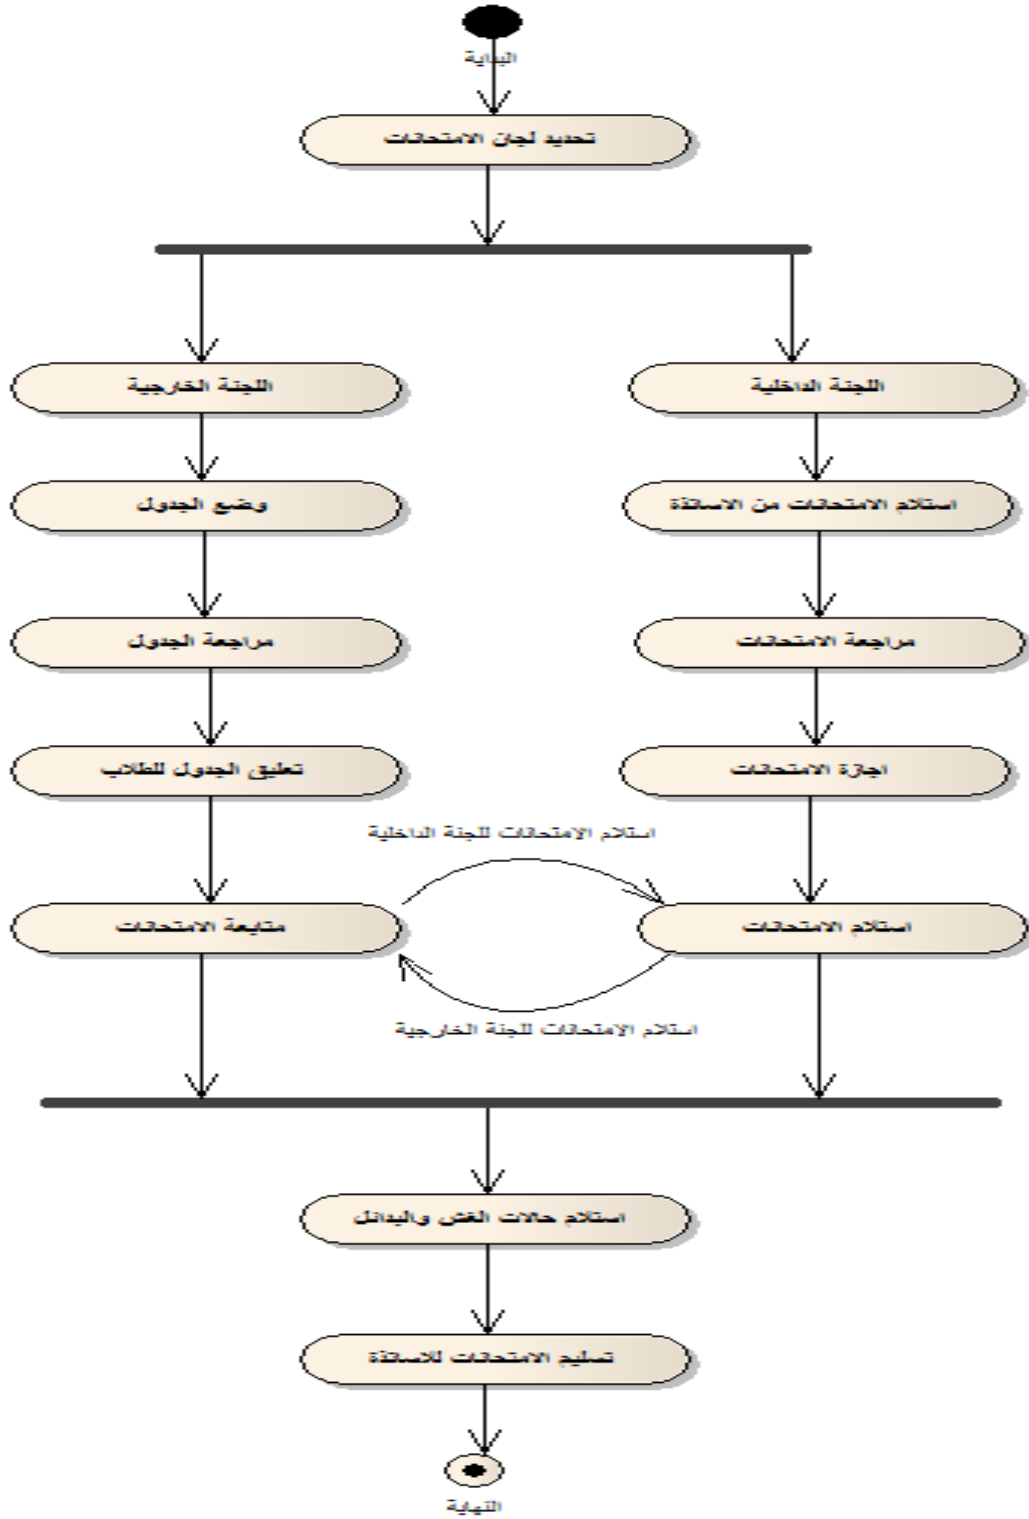 البداية
تحديد لجان الامتحانات
اللجنة الداخلية
اللجنة الخارجية
استلام الامتحانات من الاساتذة
وضع الجدول
مراجعة الامتحانات
مراجعة الجدول
اجازة الامتحانات
تعليق الجدول للطلاب
استلام الامتحانات للجنة الداخلية
استلام الامتحانات
متابعة الامتحانات
استلام الامتحانات للجنة الخارجية
استلام حالات الغش والبدائل
تسليم الامتحانات للاساتذة
النهاية